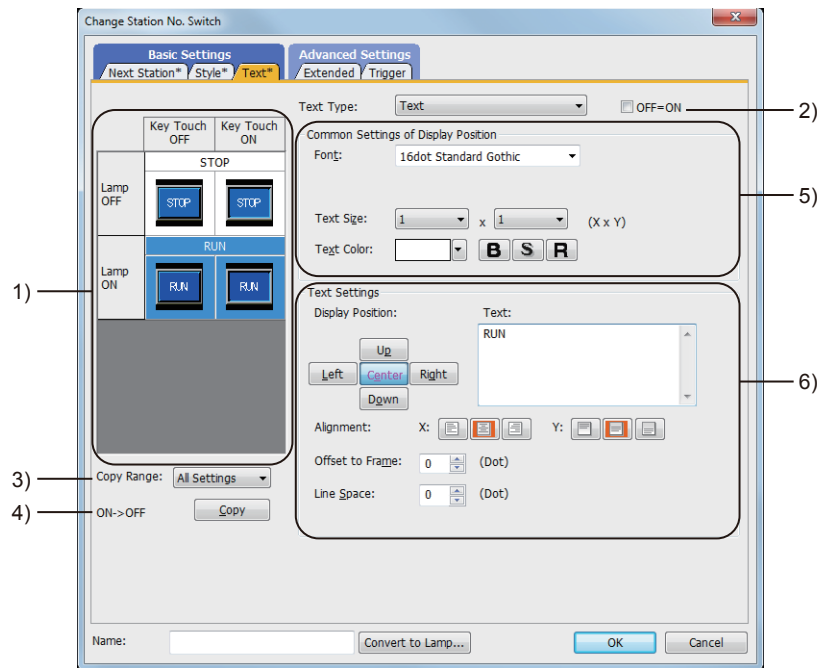 Change Station No. Switch
Basic Settings
Advanced Settings
Next Station* Style* Text* Extended Trigger
Text Type: Text OFF=ON 2)
Key Touch OFF
Key Touch ON
Common Settings of Display Position
Font: 16dot Standard Gothic
STOP
Lamp OFF
STOP STOP
5)
Text Size: 1 x 1 (X x Y)
Text Color: B S R
RUN
Lamp ON
RUN RUN
1)
Text Settings
Display Position: Text:
RUN
Up
Left Center Right
Down
6)
Alignment: X: Y:
3) Copy Range: All Settings
Offset to Frame: 0 (Dot)
Line Space: 0 (Dot)
4) ON->OFF Copy
Name: Convert to Lamp... OK Cancel